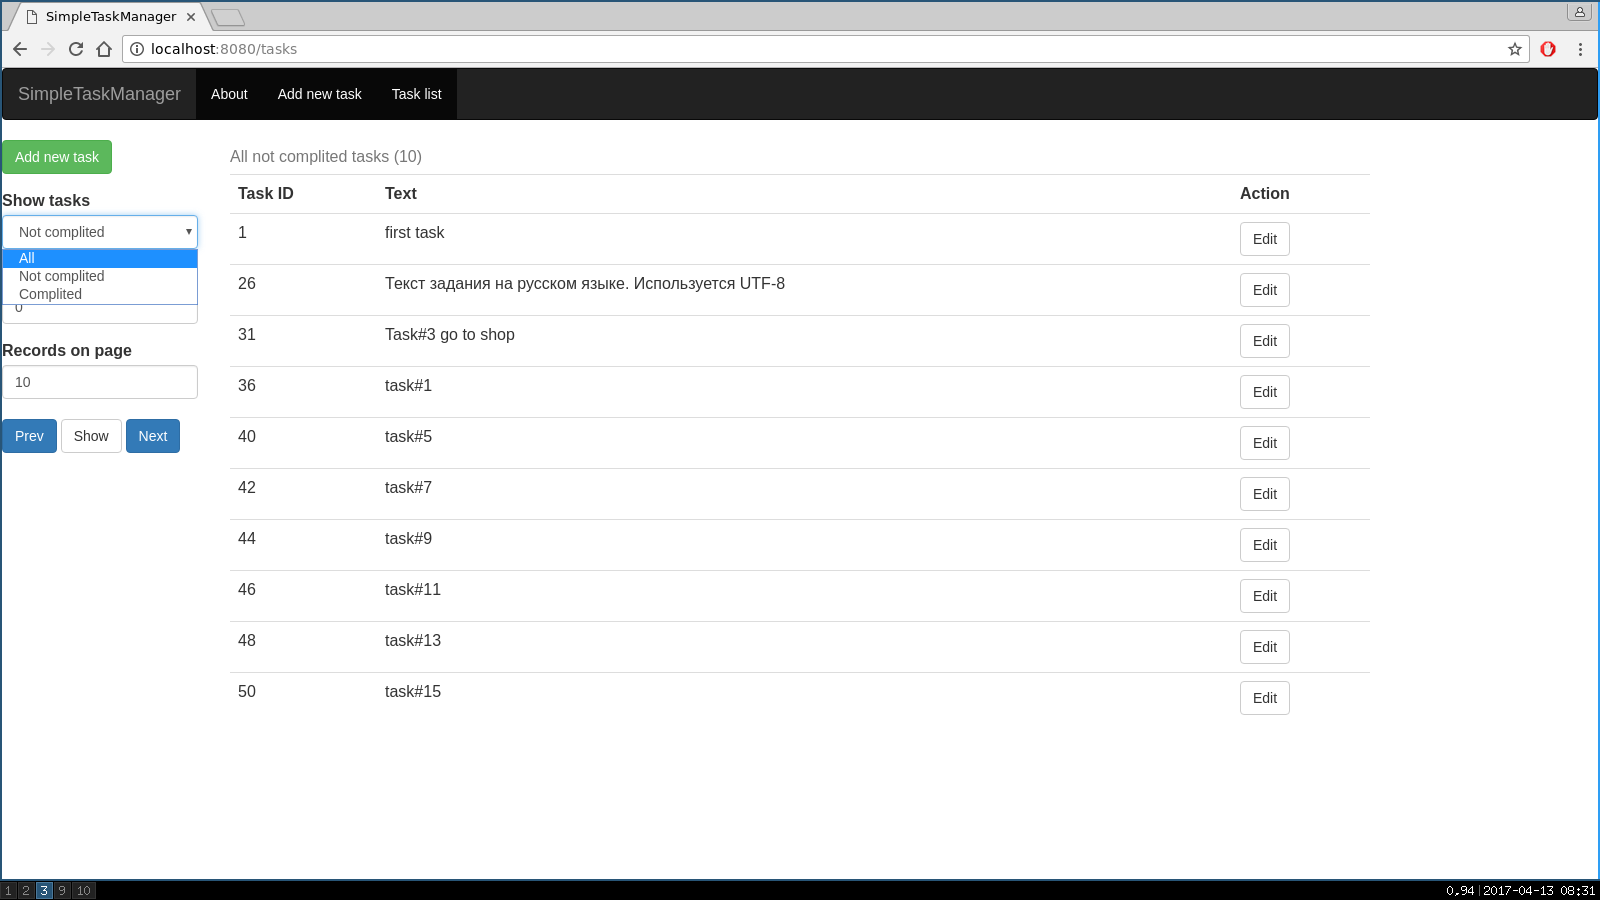 SimpleTaskManager
localhost:8080/tasks
SimpleTaskManager About Add new task Task list
Add new task
Show tasks
Not complited
All
Not complited
Complited
0
Records on page
10
Prev Show Next
All not complited tasks (10)
Task ID Text Action
1 first task Edit
26 Текст задания на русском языке. Используется UTF-8 Edit
31 Task#3 go to shop Edit
36 task#1 Edit
40 task#5 Edit
42 task#7 Edit
44 task#9 Edit
46 task#11 Edit
48 task#13 Edit
50 task#15 Edit
1 2 3 9 10 0,94 2017-04-13 08:31